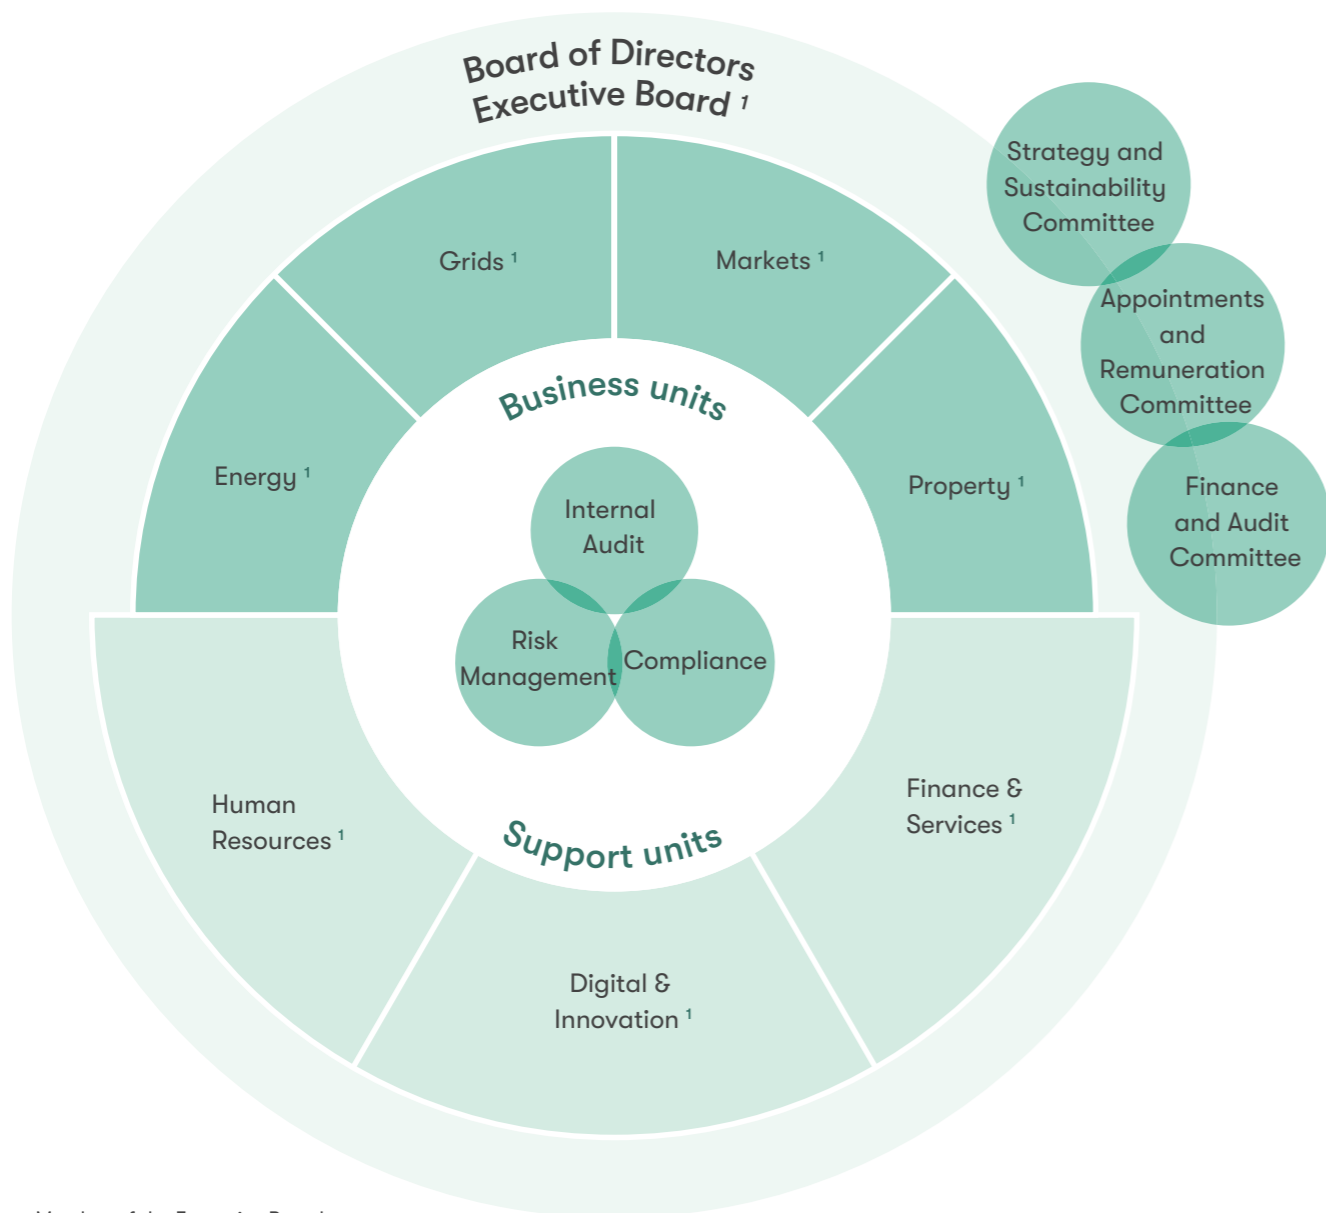 Board of Directors
Executive Board ¹
Strategy and
Sustainability
Committee
Grids ¹
Markets ¹
Appointments
and
Remuneration
Committee
Business units
Energy ¹
Property ¹
Finance
and Audit
Committee
Internal
Audit
Risk
Management
Compliance
Human
Resources ¹
Finance &
Services ¹
Support units
Digital &
Innovation ¹